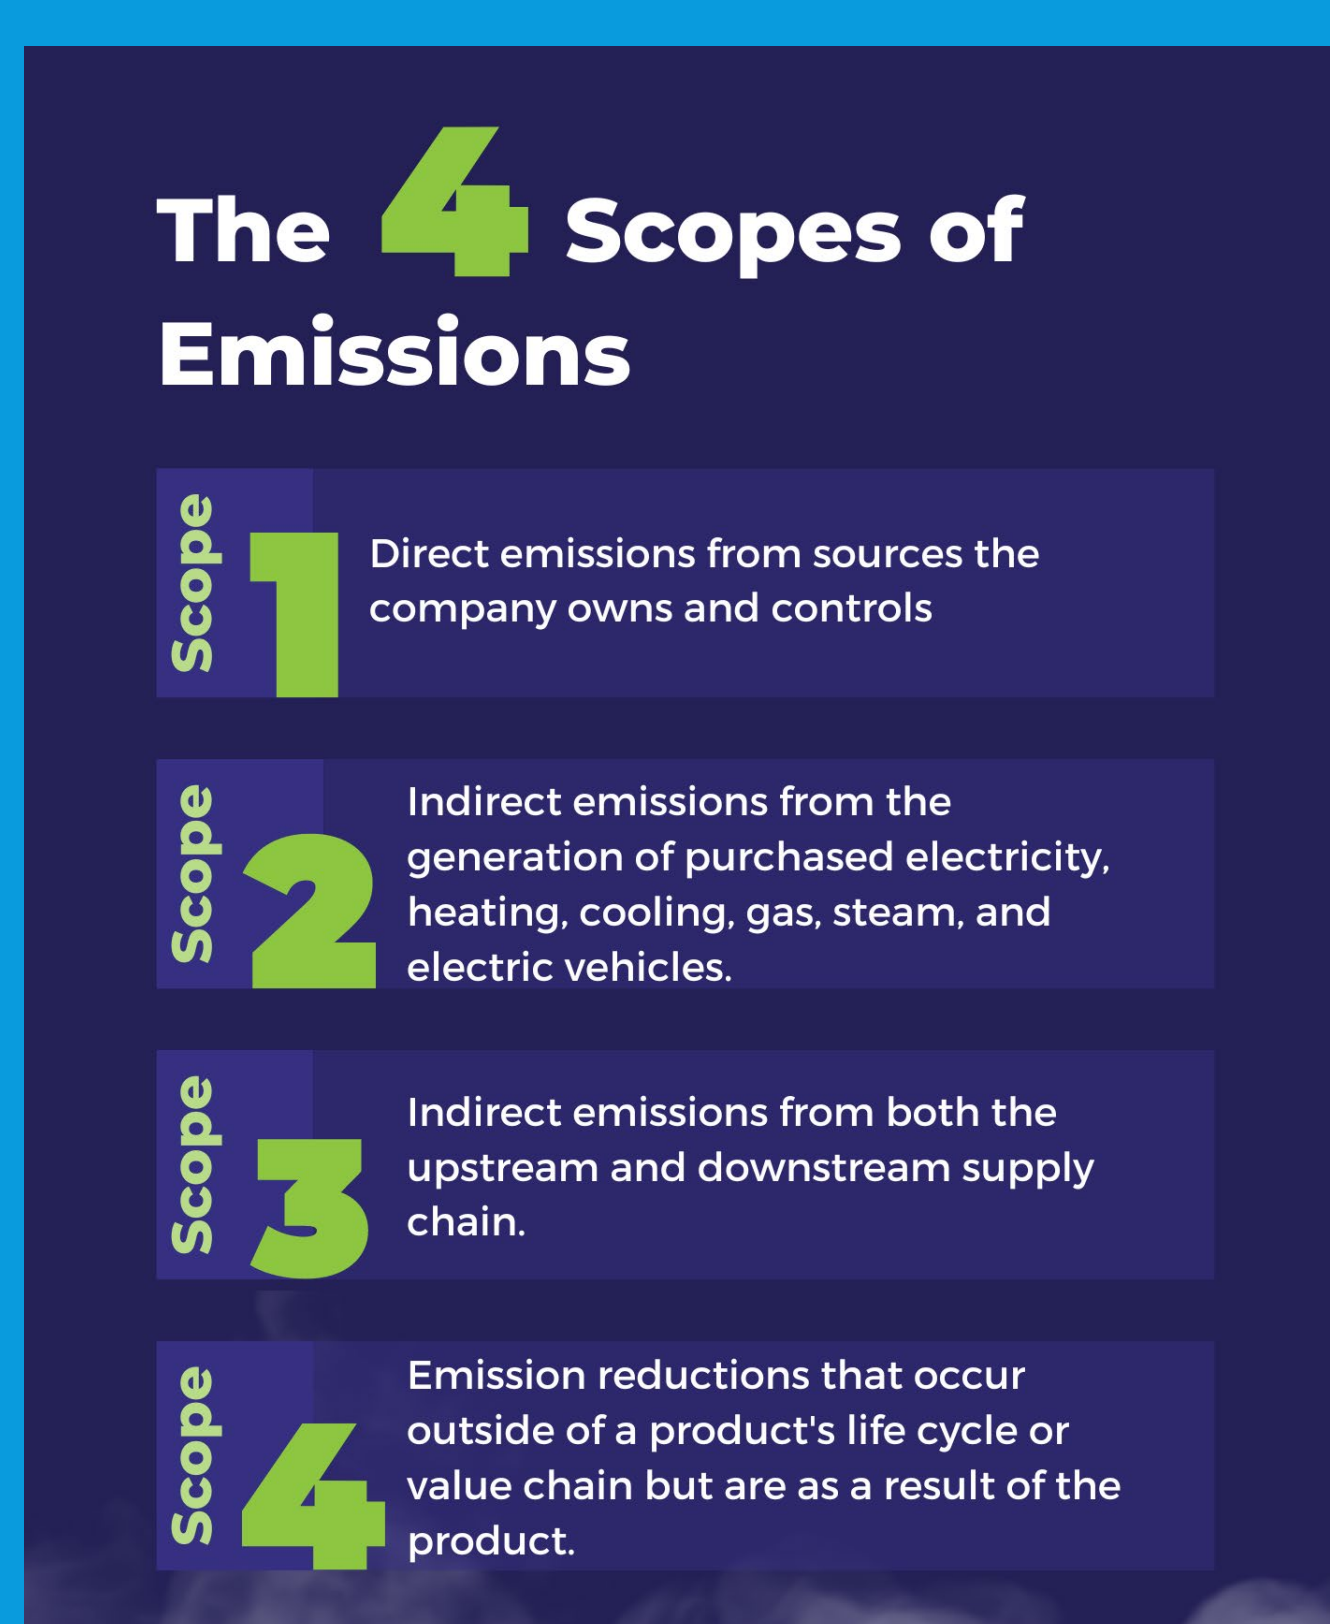 The 4 Scopes of
Emissions
Scope 1
Direct emissions from sources the
company owns and controls
Scope 2
Indirect emissions from the
generation of purchased electricity,
heating, cooling, gas, steam, and
electric vehicles.
Scope 3
Indirect emissions from both the
upstream and downstream supply
chain.
Scope 4
Emission reductions that occur
outside of a product's life cycle or
value chain but are as a result of the
product.